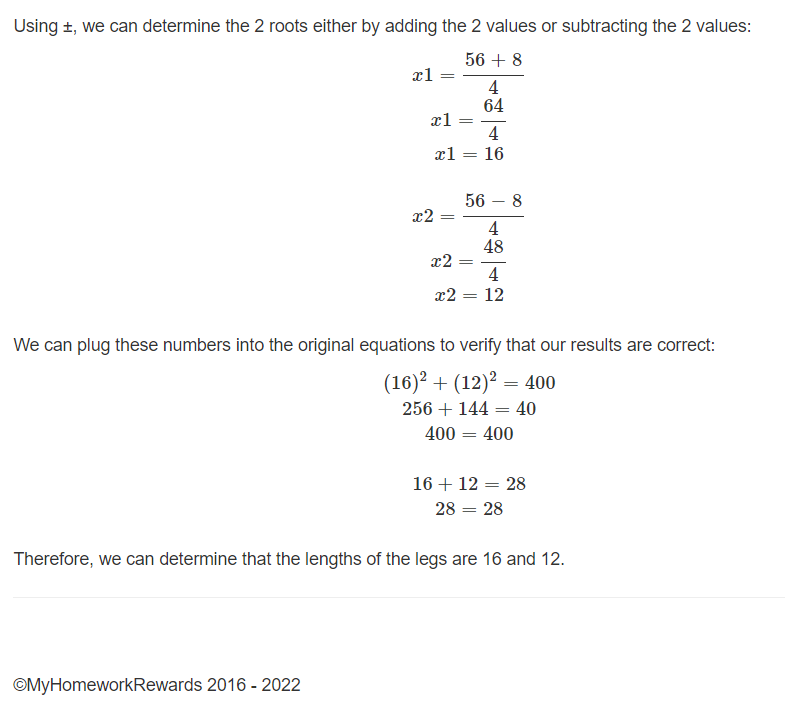 Using ±, we can determine the 2 roots either by adding the 2 values or subtracting the 2 values:
x1 = (56 + 8)/4
x1 = 64/4
x1 = 16
x2 = (56 − 8)/4
x2 = 48/4
x2 = 12
We can plug these numbers into the original equations to verify that our results are correct:
(16)² + (12)² = 400
256 + 144 = 40
400 = 400
16 + 12 = 28
28 = 28
Therefore, we can determine that the lengths of the legs are 16 and 12.
©MyHomeworkRewards 2016 - 2022